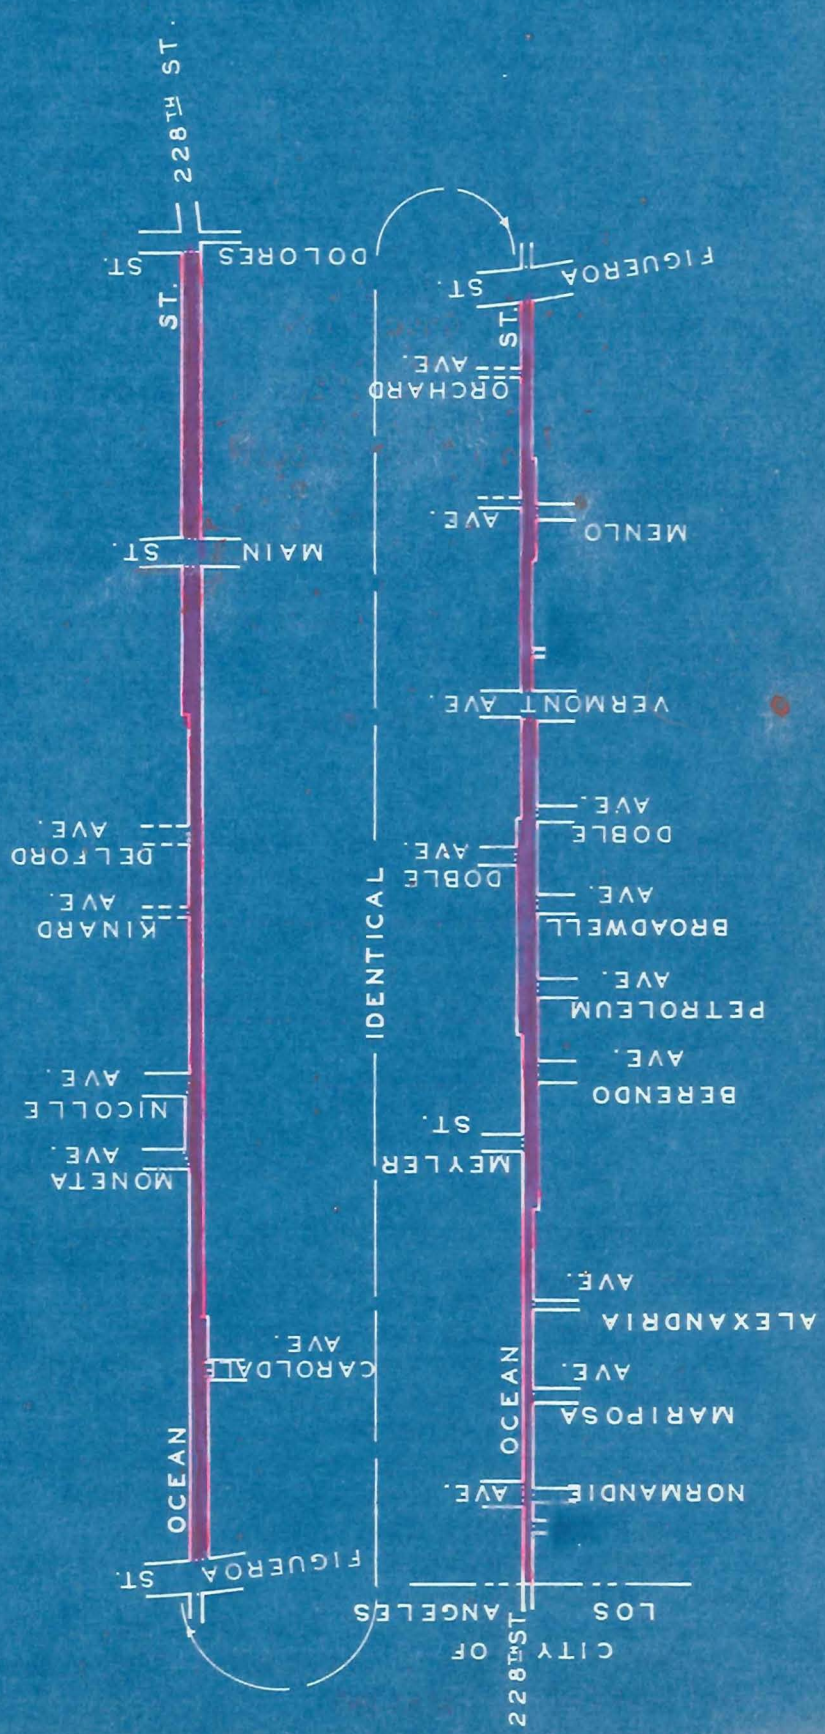 228TH ST.
DOLORES ST.
ST.
MAIN ST.
DELFORD
AVE.
KINARD
AVE.
NICOLLE
AVE.
MONETA
AVE.
CAROLDALE
AVE.
OCEAN
FIGUEROA ST.
IDENTICAL
FIGUEROA ST.
ST.
ORCHARD
AVE.
MENLO AVE.
VERMONT AVE.
DOBLE
AVE.
DOBLE
AVE.
BROADWELL
AVE.
PETROLEUM
AVE.
BERENDO
AVE.
MEYLER
ST.
ALEXANDRIA
AVE.
MARIPOSA
AVE.
OCEAN
NORMANDIE AVE.
CITY OF
LOS ANGELES
228TH ST